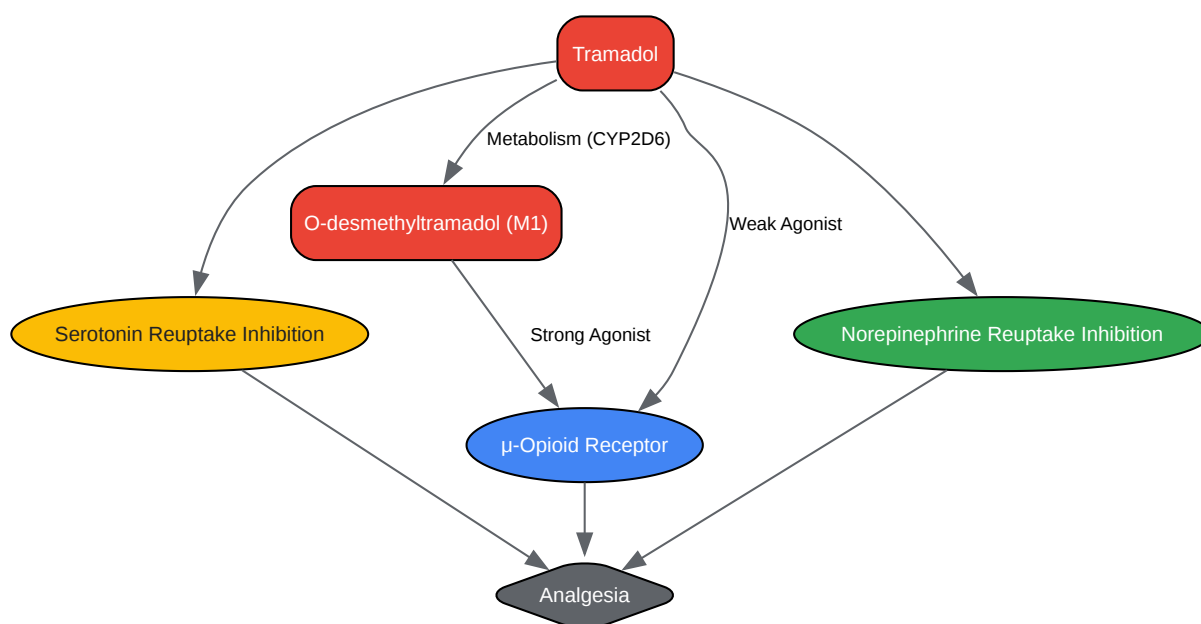 Tramadol
Metabolism (CYP2D6)
O-desmethyltramadol (M1)
Weak Agonist
Serotonin Reuptake Inhibition
Strong Agonist
Norepinephrine Reuptake Inhibition
μ-Opioid Receptor
Analgesia